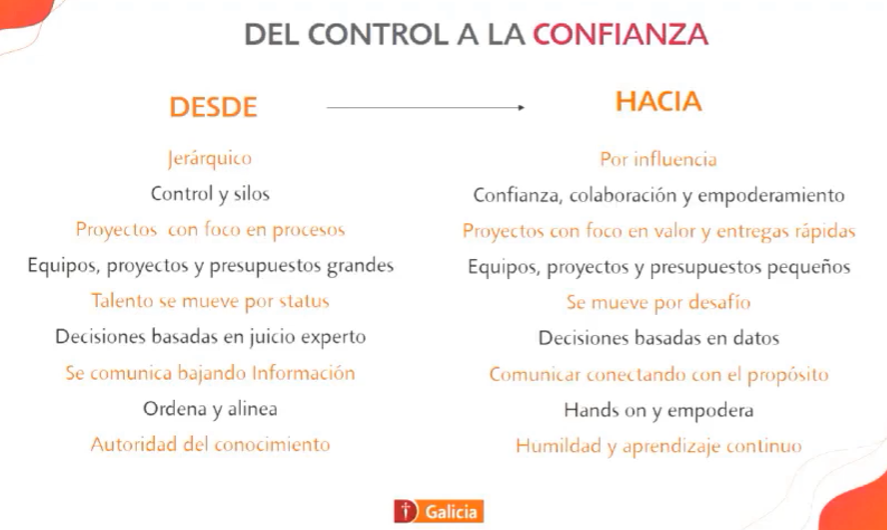 DEL CONTROL A LA CONFIANZA
DESDE
HACIA
Jerárquico
Por influencia
Control y silos
Confianza, colaboración y empoderamiento
Proyectos con foco en procesos
Proyectos con foco en valor y entregas rápidas
Equipos, proyectos y presupuestos grandes
Equipos, proyectos y presupuestos pequeños
Talento se mueve por status
Se mueve por desafío
Decisiones basadas en juicio experto
Decisiones basadas en datos
Se comunica bajando Información
Comunicar conectando con el propósito
Ordena y alinea
Hands on y empodera
Autoridad del conocimiento
Humildad y aprendizaje continuo
Galicia